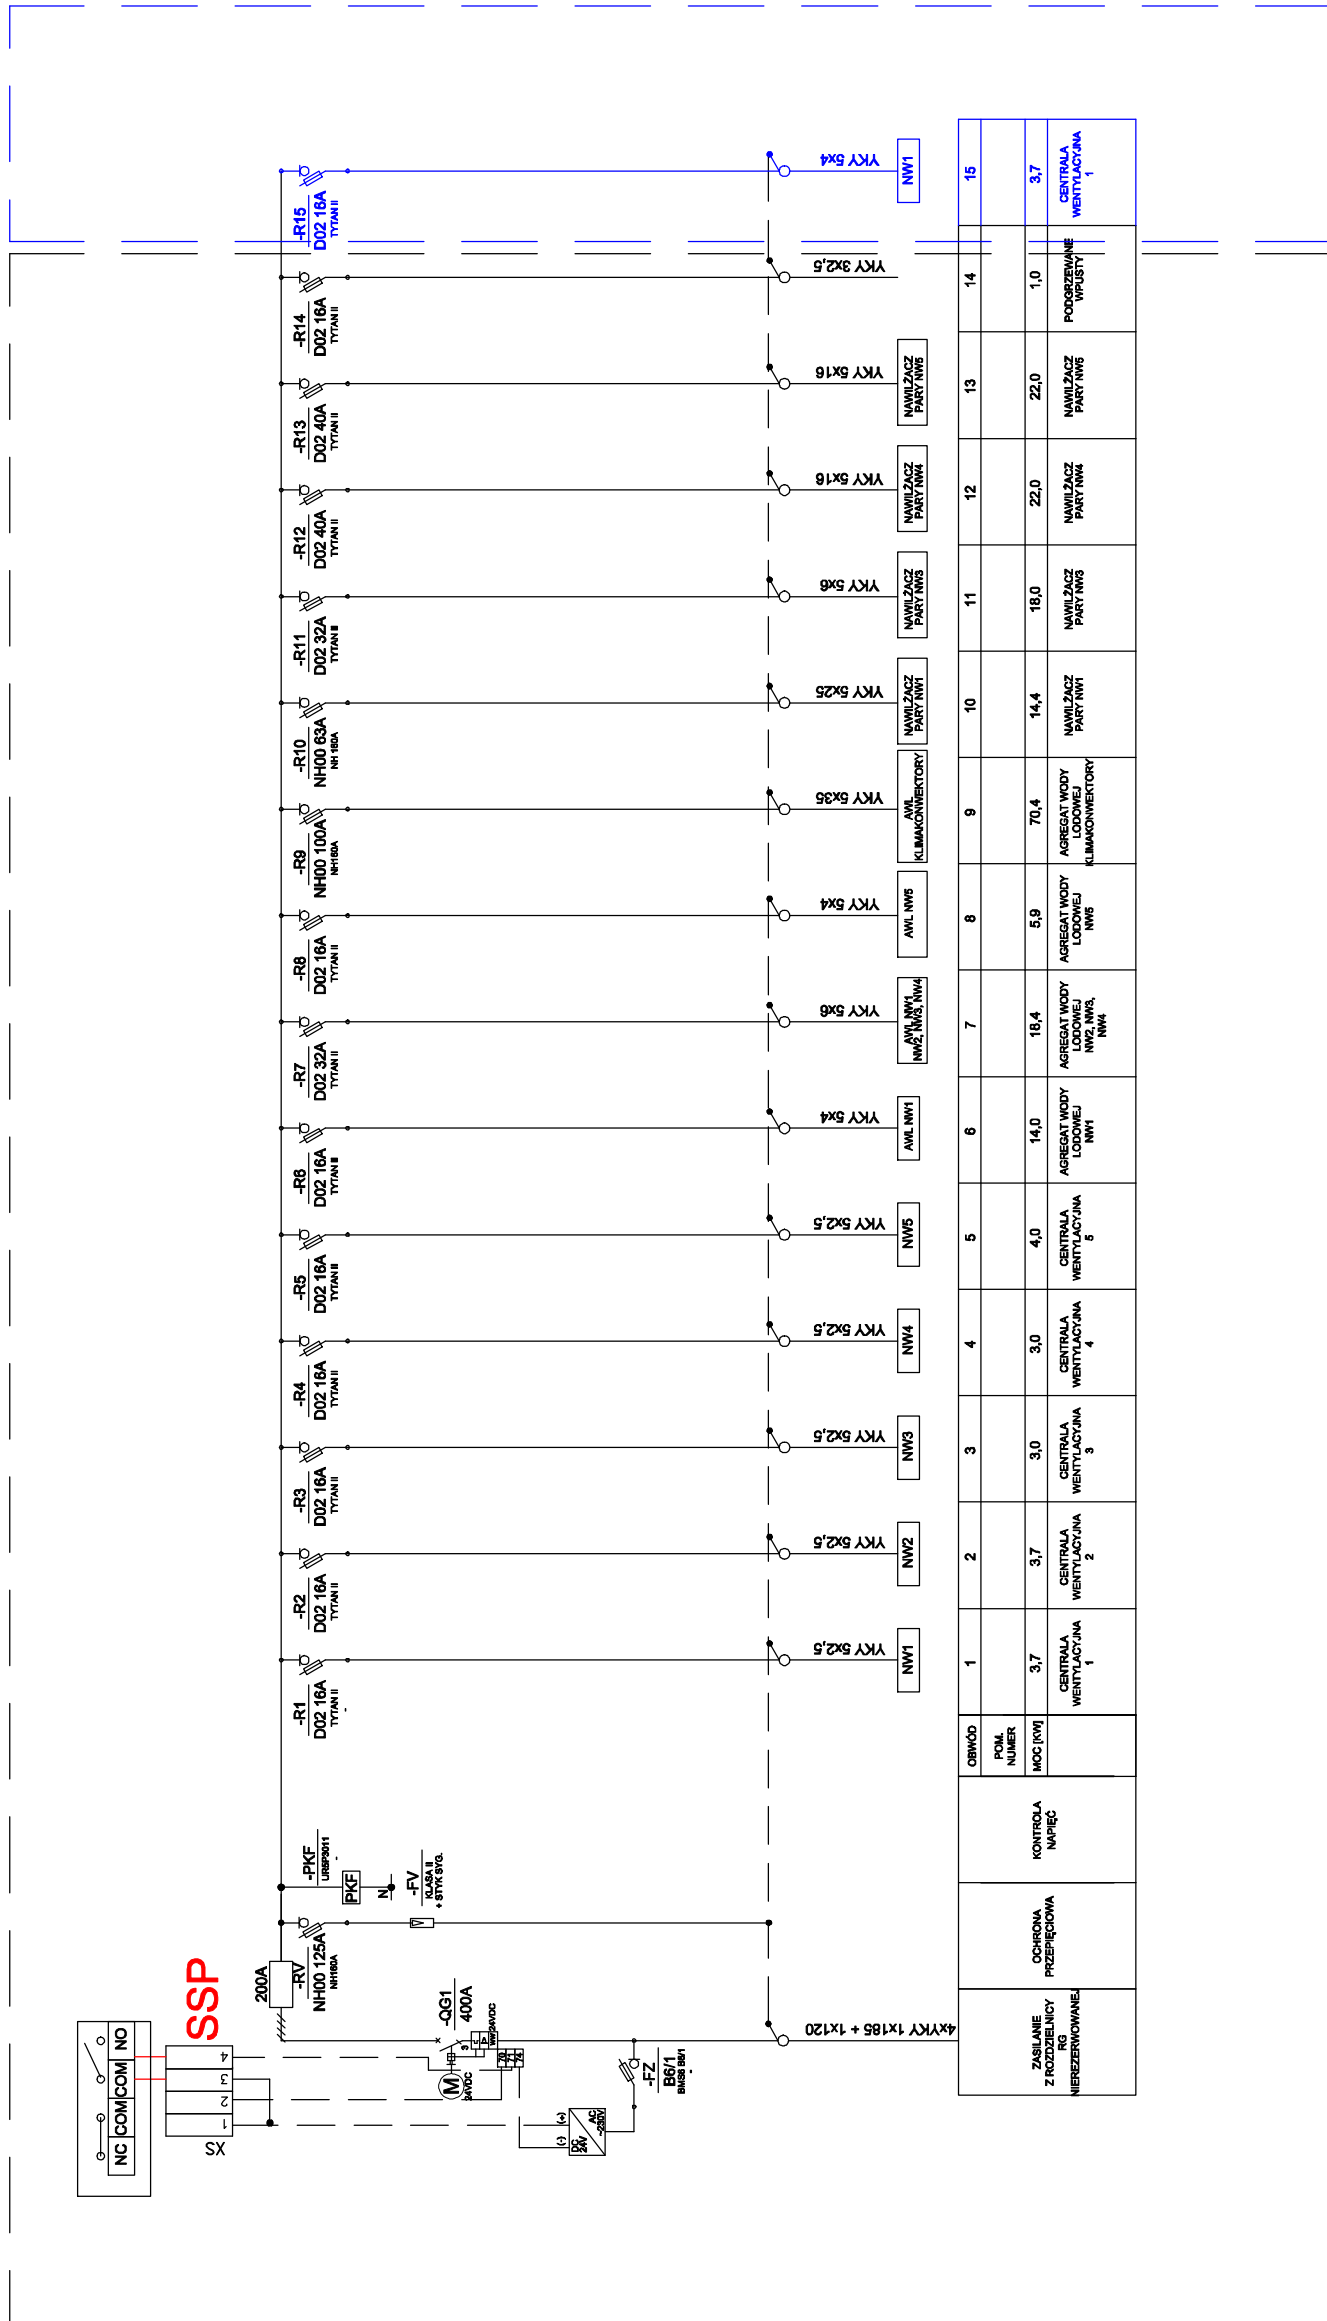 NC
COM
COM
NO
SSP
XS
1
2
3
4
200A
-RV
NH00 125A
NH160A
-PKF
URBP3011
-
PKF
N
-FV
KLASA II
+ STYK SYG.
-QG1
400A
WW 24VDC
3
M
24VDC
70
71
74
(-)
(+)
DC
24V
AC
~230V
-FZ
B6/1
BMS6 B6/1
-
4xYKY 1x185 + 1x120
-R1
D02 16A
TYTAN II
-
-R2
D02 16A
TYTAN II
-R3
D02 16A
TYTAN II
-R4
D02 16A
TYTAN II
-R5
D02 16A
TYTAN II
-R6
D02 16A
TYTAN II
-R7
D02 32A
TYTAN II
-R8
D02 16A
TYTAN II
-R9
NH00 100A
NH160A
-R10
NH00 63A
NH 160A
-R11
D02 32A
TYTAN II
-R12
D02 40A
TYTAN II
-R13
D02 40A
TYTAN II
-R14
D02 16A
TYTAN II
-R15
D02 16A
TYTAN II
YKY 5x2,5
YKY 5x2,5
YKY 5x2,5
YKY 5x2,5
YKY 5x2,5
YKY 5x4
YKY 5x6
YKY 5x4
YKY 5x35
YKY 5x25
YKY 5x6
YKY 5x16
YKY 5x16
YKY 3x2,5
YKY 5x4
NW1
NW2
NW3
NW4
NW5
AWL NW1
AWL NW1
NW2, NW3, NW4
AWL NW5
AWL
KLIMAKONWEKTORY
NAWILŻACZ
PARY NW1
NAWILŻACZ
PARY NW3
NAWILŻACZ
PARY NW4
NAWILŻACZ
PARY NW5
NW1
ZASILANIE
Z ROZDZIELNICY
RG
NIEREZERWOWANEJ
OCHRONA
PRZEPIĘCIOWA
KONTROLA
NAPIĘĆ
OBWÓD
1
2
3
4
5
6
7
8
9
10
11
12
13
14
15
POM.
NUMER
MOC [KW]
3,7
3,7
3,0
3,0
4,0
14,0
18,4
5,9
70,4
14,4
18,0
22,0
22,0
1,0
3,7
CENTRALA
WENTYLACYJNA
1
CENTRALA
WENTYLACYJNA
2
CENTRALA
WENTYLACYJNA
3
CENTRALA
WENTYLACYJNA
4
CENTRALA
WENTYLACYJNA
5
AGREGAT WODY
LODOWEJ
NW1
AGREGAT WODY
LODOWEJ
NW2, NW3,
NW4
AGREGAT WODY
LODOWEJ
NW5
AGREGAT WODY
LODOWEJ
KLIMAKONWEKTORY
NAWILŻACZ
PARY NW1
NAWILŻACZ
PARY NW3
NAWILŻACZ
PARY NW4
NAWILŻACZ
PARY NW5
PODGRZEWANE
WPUSTY
CENTRALA
WENTYLACYJNA
1